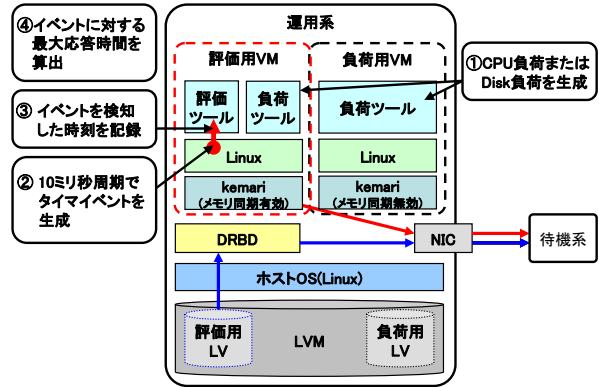 ④イベントに対する
最大応答時間を
算出
③ イベントを検知
した時刻を記録
② 10ミリ秒周期で
タイマイベントを
生成
運用系
評価用VM
負荷用VM
①CPU負荷または
Disk負荷を生成
評価
ツール
負荷
ツール
負荷ツール
Linux
Linux
kemari
(メモリ同期有効)
kemari
(メモリ同期無効)
DRBD
NIC
待機系
ホストOS(Linux)
評価用
LV
LVM
負荷用
LV